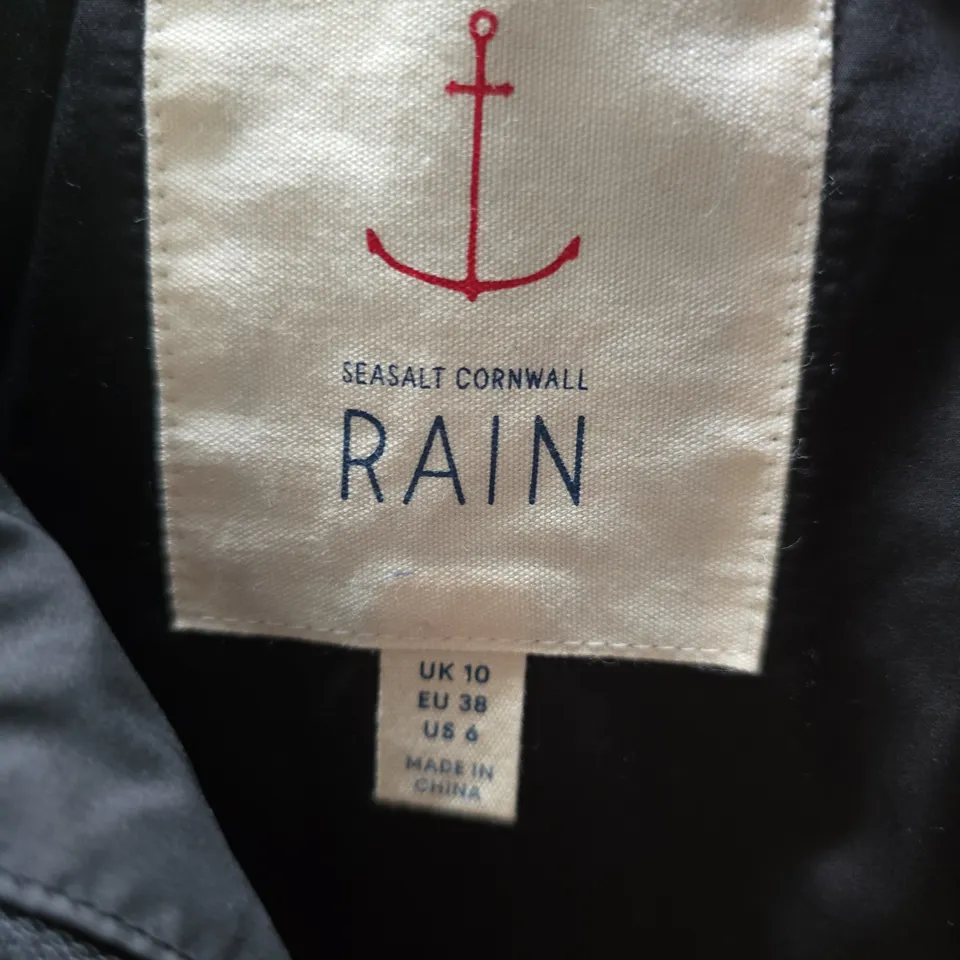 SEASALT CORNWALL
RAIN
UK 10
EU 38
US 6
MADE IN
CHINA